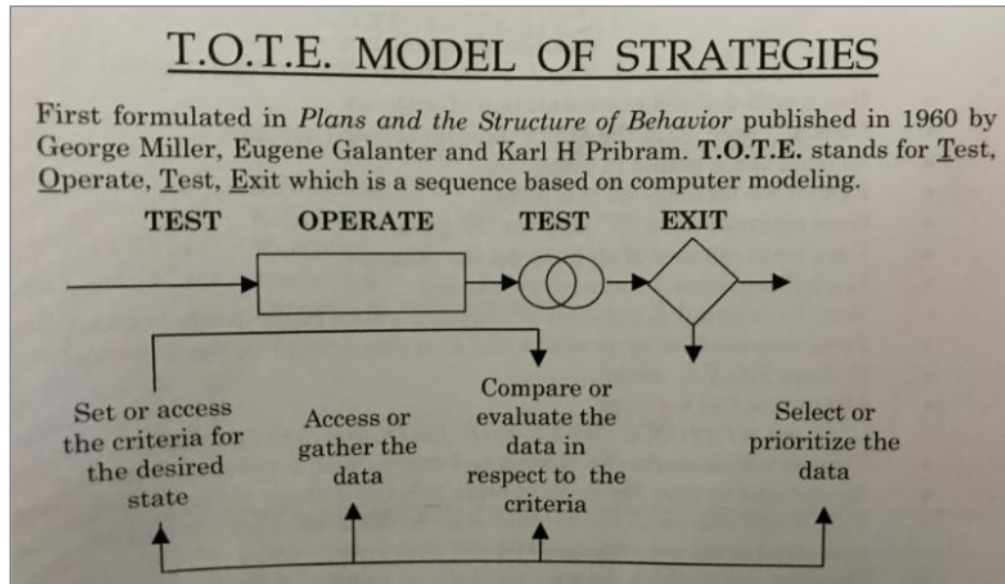 T.O.T.E. MODEL OF STRATEGIES
First formulated in Plans and the Structure of Behavior published in 1960 by
George Miller, Eugene Galanter and Karl H Pribram. T.O.T.E. stands for Test,
Operate, Test, Exit which is a sequence based on computer modeling.
TEST OPERATE TEST EXIT
Set or access
the criteria for
the desired
state
Access or
gather the
data
Compare or
evaluate the
data in
respect to the
criteria
Select or
prioritize the
data